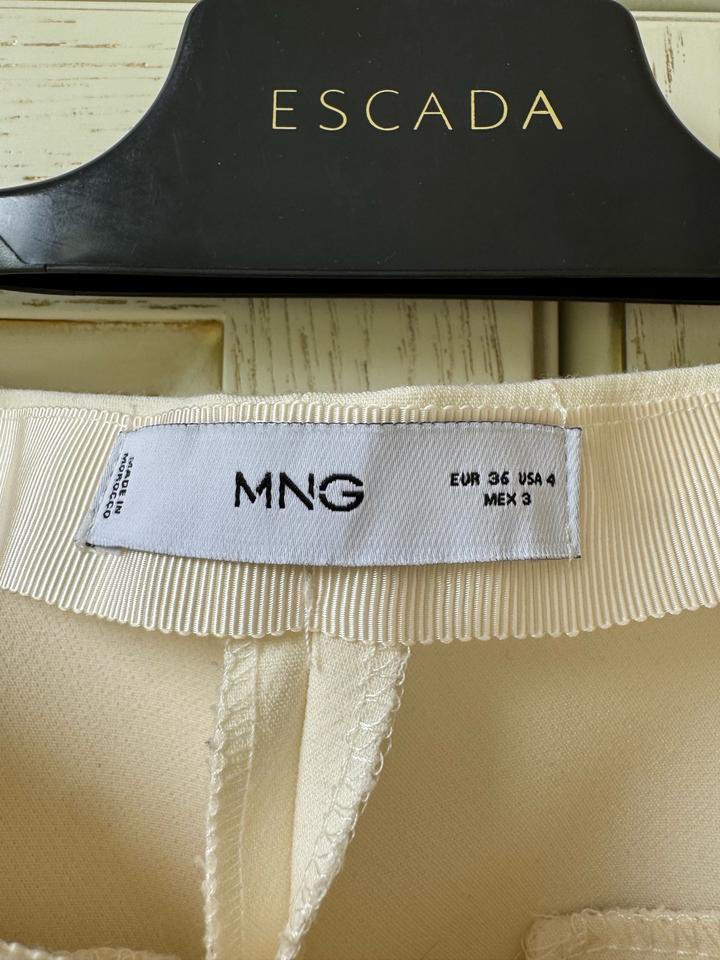 ESCADA
MADE IN
MOROCCO
MNG
EUR 36 USA 4
MEX 3